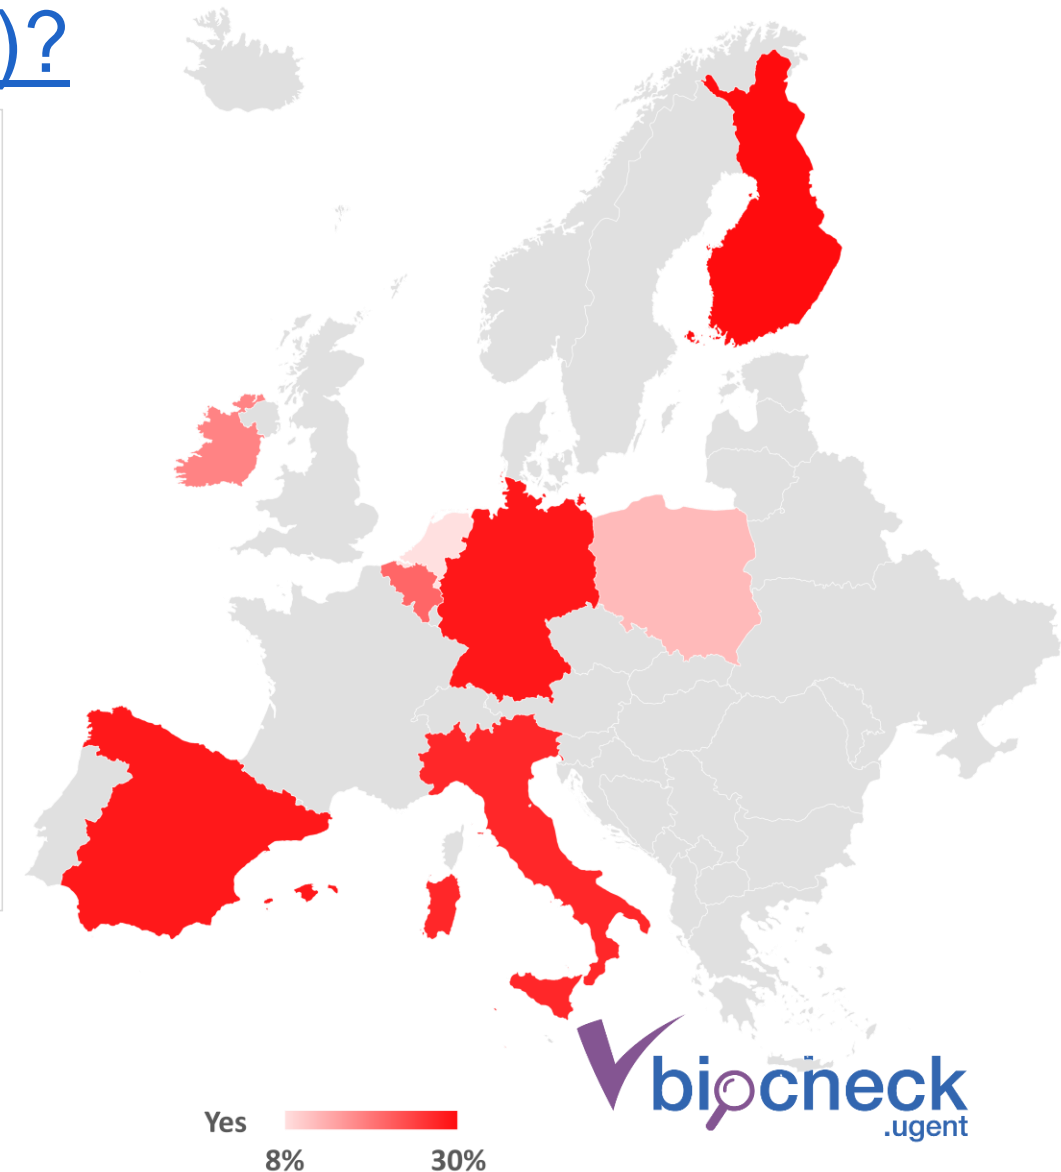 )?
biocheck
.ugent
Yes
8%
30%